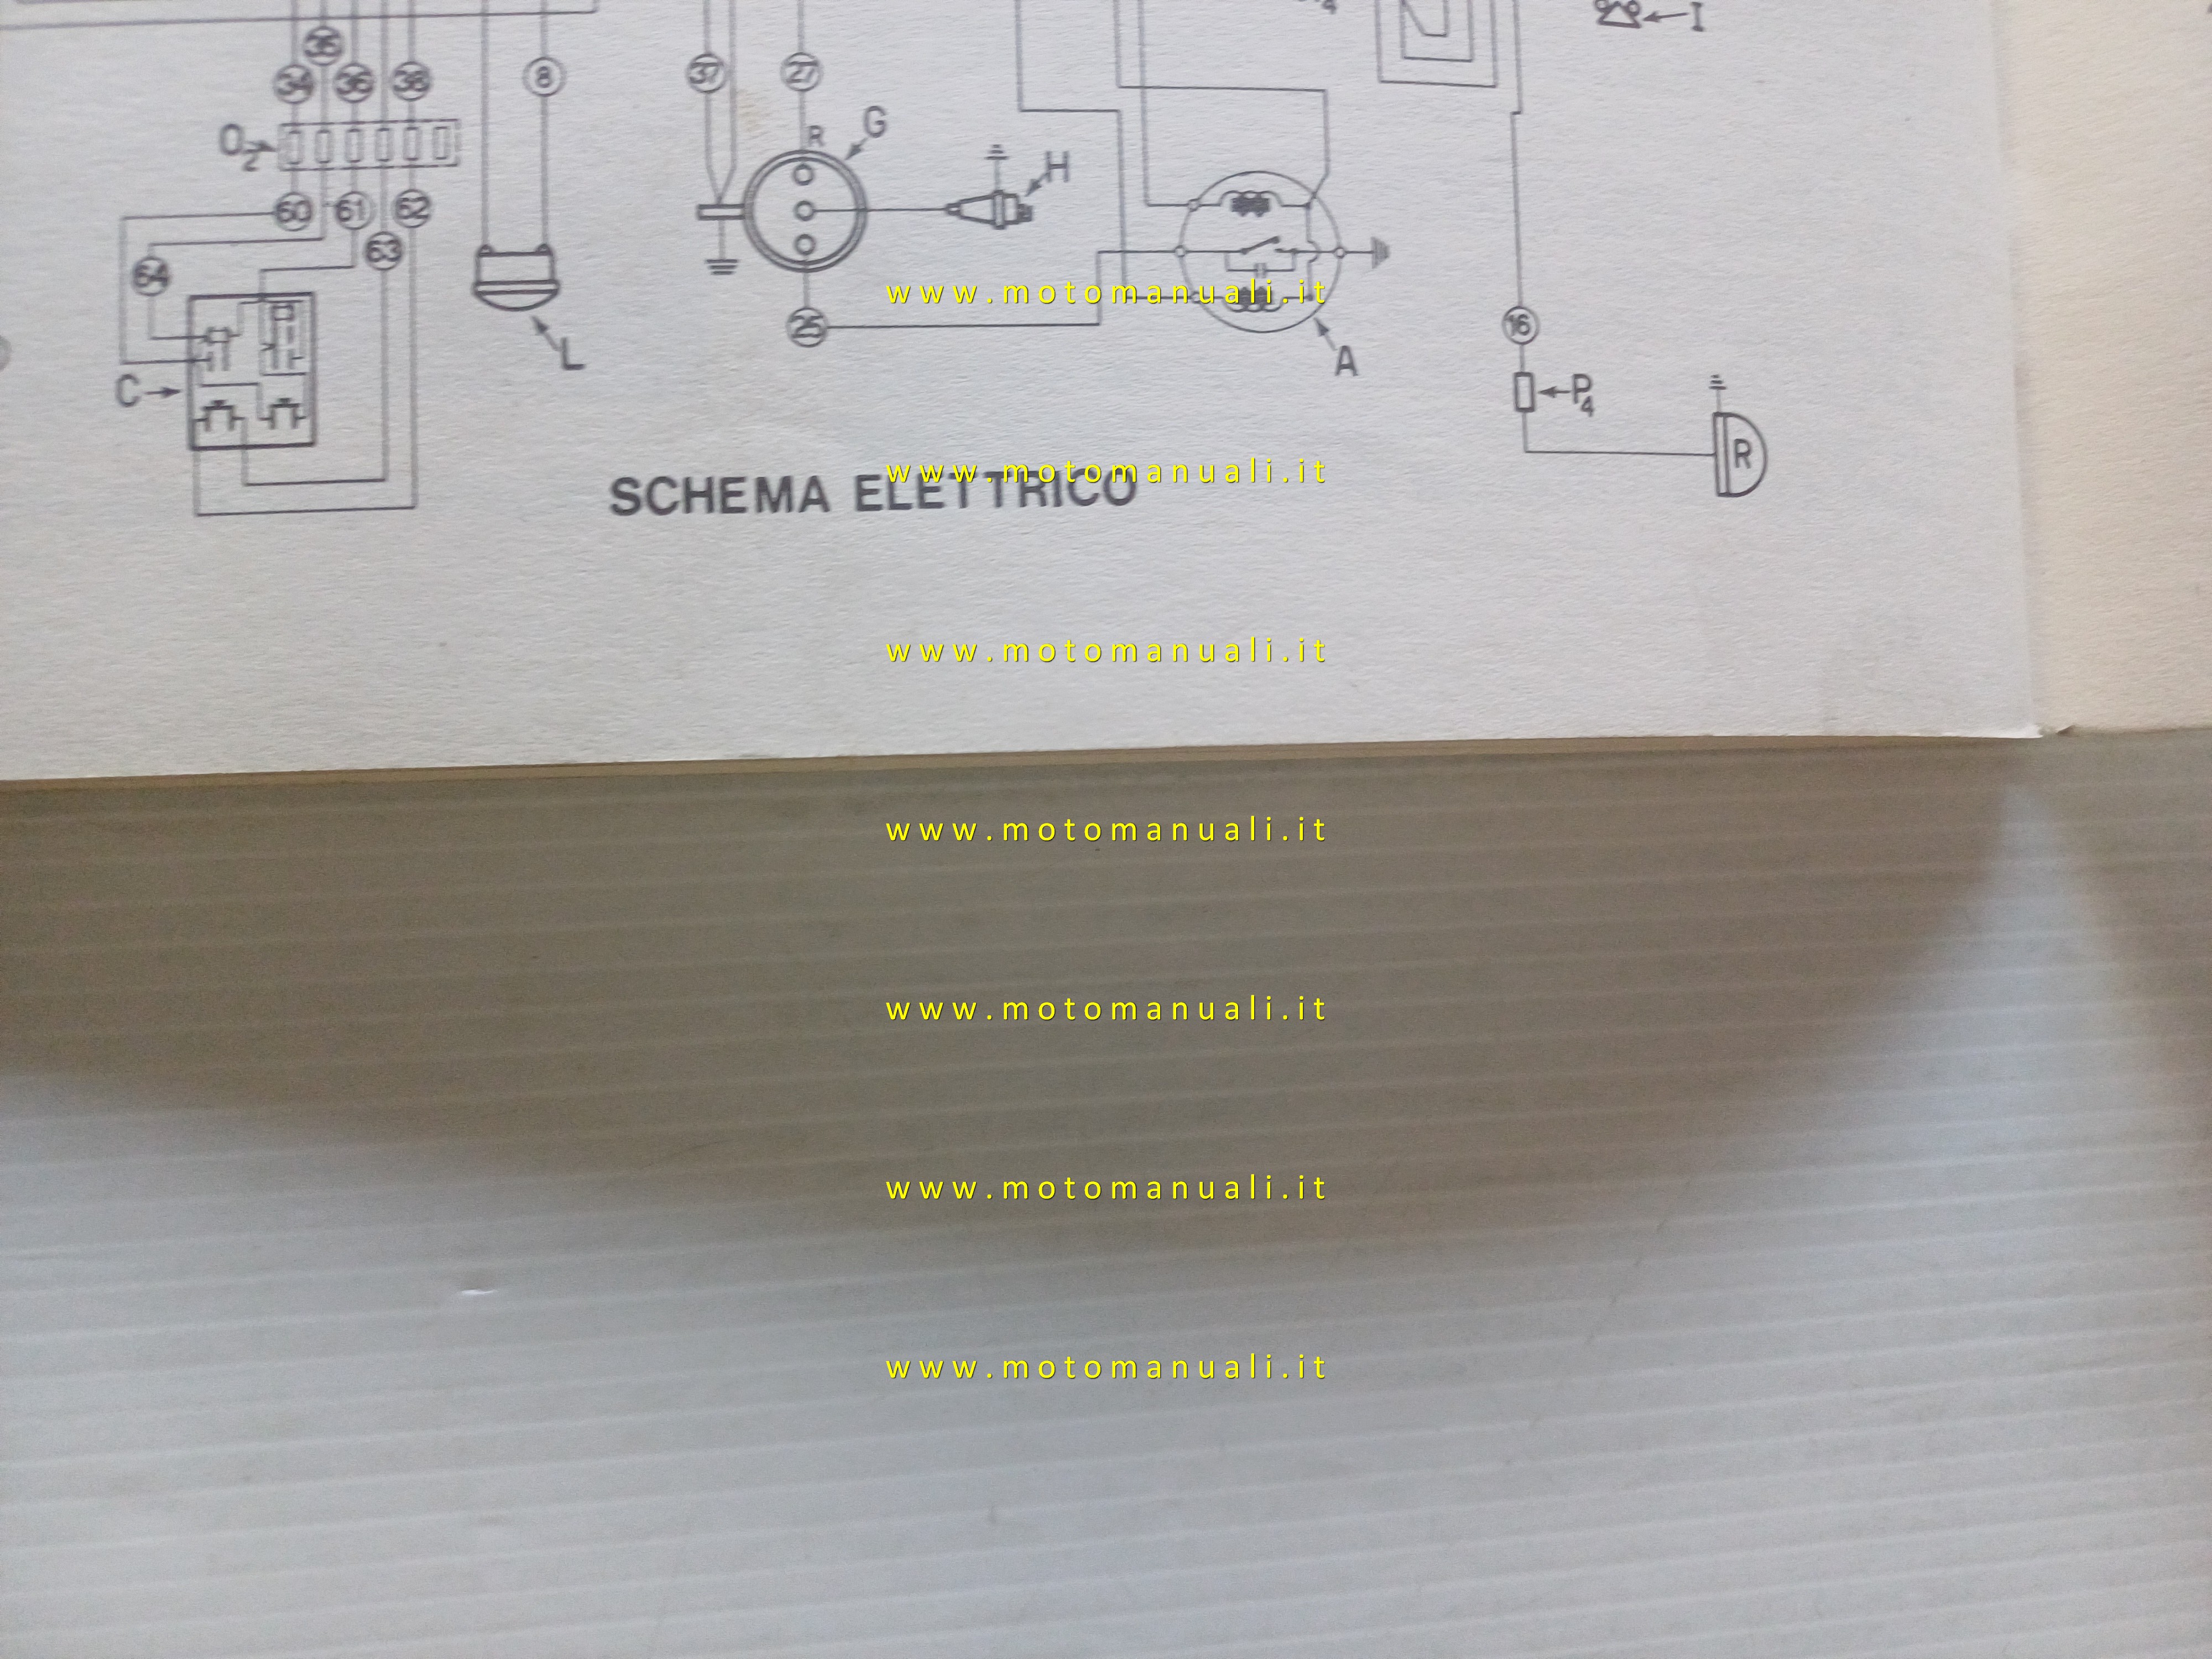 I
35
34 36 38 8 37 27
O2 R G H
60 61 62
63
64
25 16
L A
C P4
R
www.motomanuali.it
www.motomanuali.it
SCHEMA ELETTRICO
www.motomanuali.it
www.motomanuali.it
www.motomanuali.it
www.motomanuali.it
www.motomanuali.it